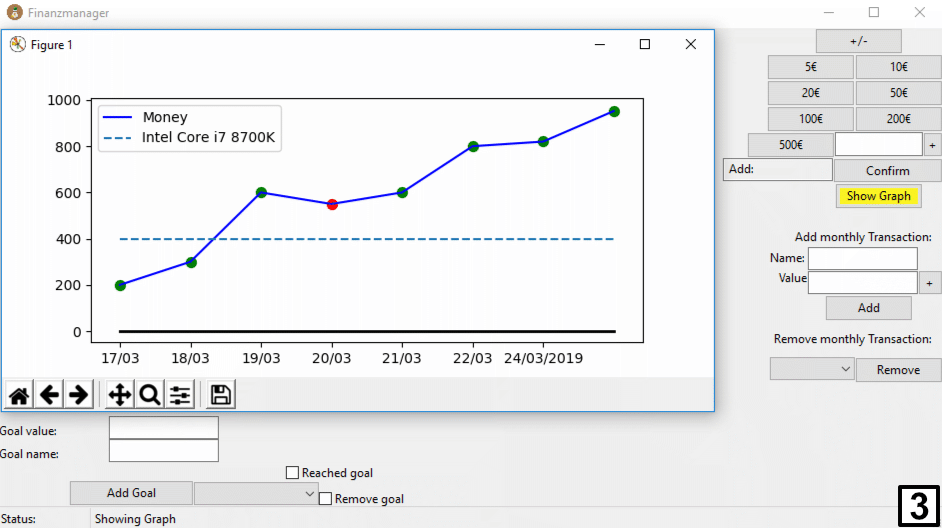 Finanzmanager
Figure 1
1000
800
600
400
200
0
Money
Intel Core i7 8700K
17/03 18/03 19/03 20/03 21/03 22/03 24/03/2019
+/-
5€ 10€
20€ 50€
100€ 200€
500€ +
Add: Confirm
Show Graph
Add monthly Transaction:
Name:
Value +
Add
Remove monthly Transaction:
Remove
Goal value:
Goal name:
Reached goal
Add Goal Remove goal
Status: Showing Graph
3